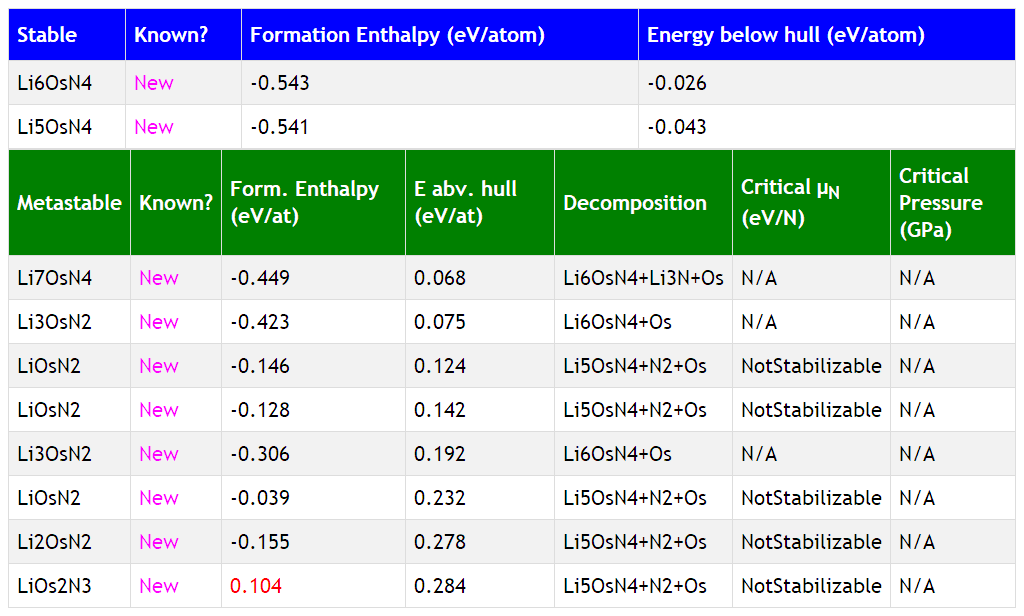 Stable Known? Formation Enthalpy (eV/atom) Energy below hull (eV/atom)
Li6OsN4 New -0.543 -0.026
Li5OsN4 New -0.541 -0.043
Metastable Known? Form. Enthalpy (eV/at) E abv. hull (eV/at) Decomposition Critical μN (eV/N) Critical Pressure (GPa)
Li7OsN4 New -0.449 0.068 Li6OsN4+Li3N+Os N/A N/A
Li3OsN2 New -0.423 0.075 Li6OsN4+Os N/A N/A
LiOsN2 New -0.146 0.124 Li5OsN4+N2+Os NotStabilizable N/A
LiOsN2 New -0.128 0.142 Li5OsN4+N2+Os NotStabilizable N/A
Li3OsN2 New -0.306 0.192 Li6OsN4+Os N/A N/A
LiOsN2 New -0.039 0.232 Li5OsN4+N2+Os NotStabilizable N/A
Li2OsN2 New -0.155 0.278 Li5OsN4+N2+Os NotStabilizable N/A
LiOs2N3 New 0.104 0.284 Li5OsN4+N2+Os NotStabilizable N/A